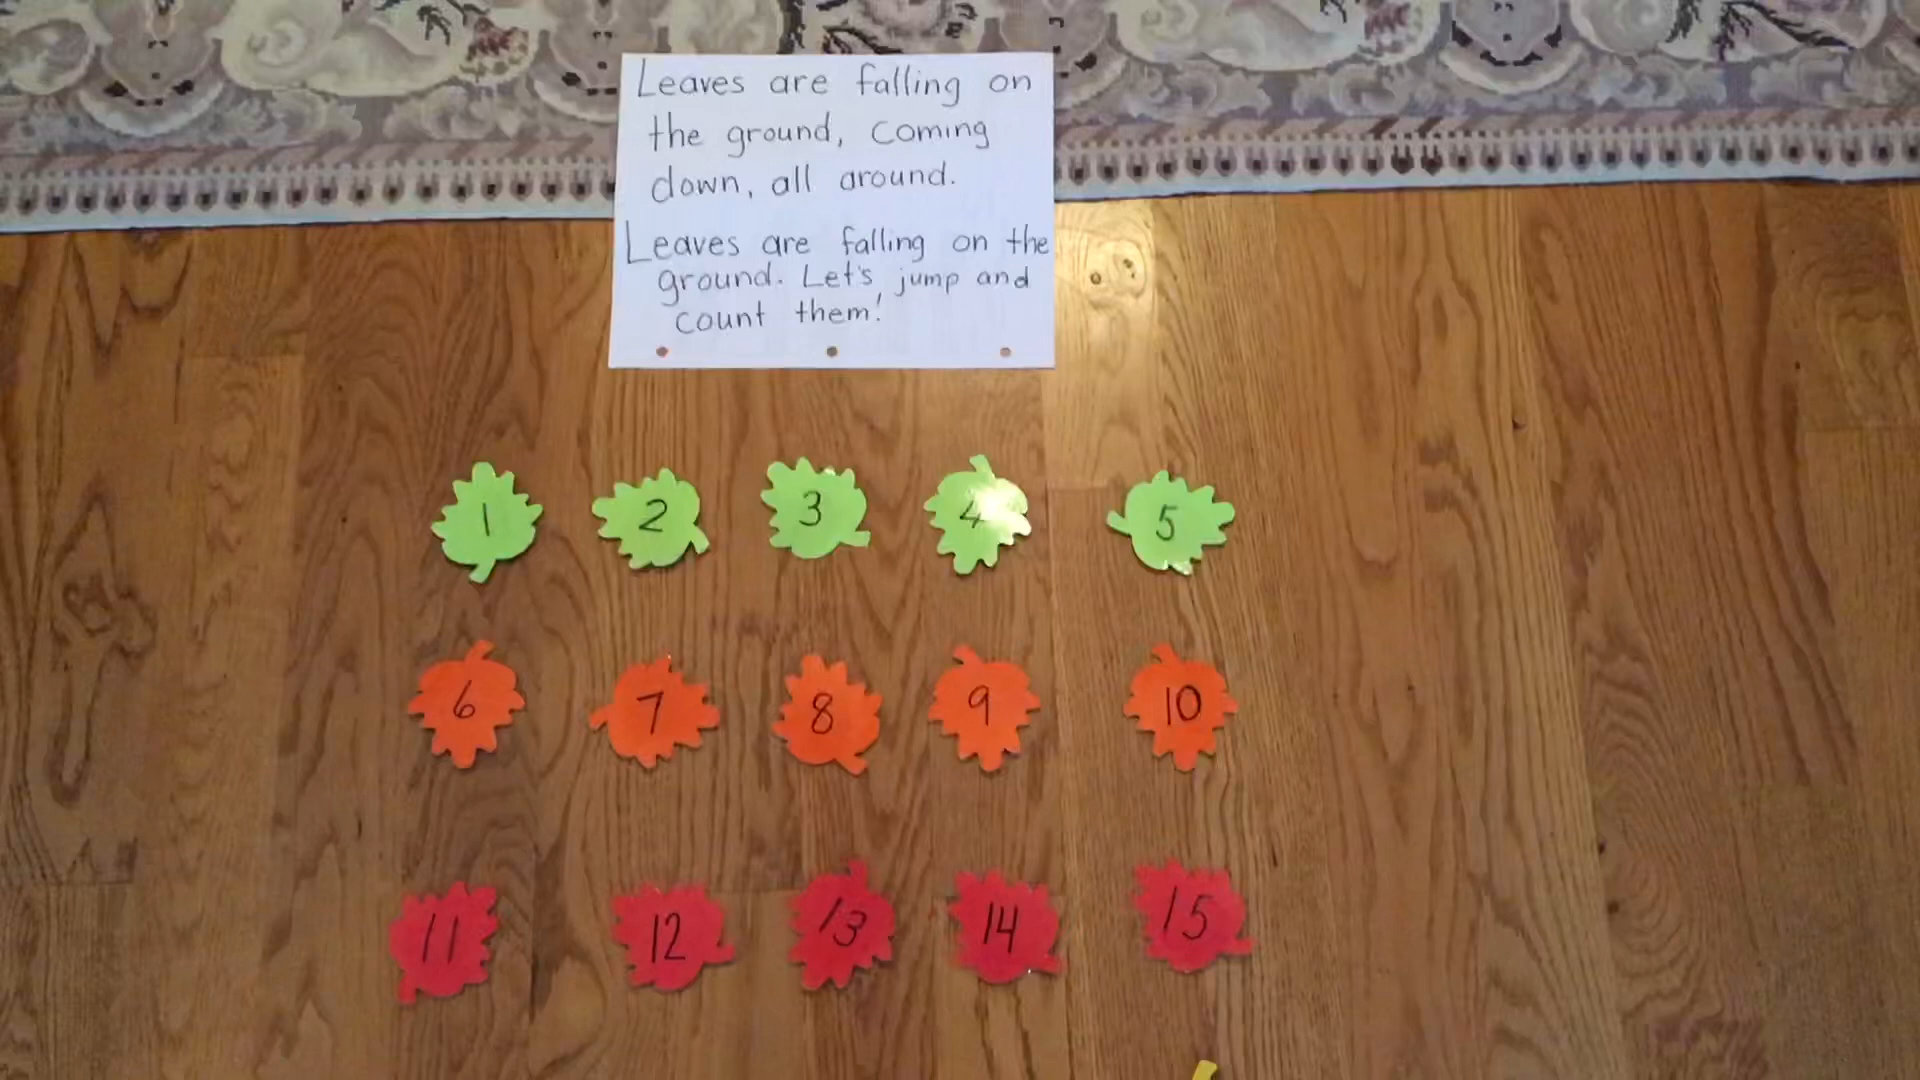 Leaves are falling on
the ground, coming
down, all around.
Leaves are falling on the
ground. Let's jump and
count them!
1 2 3 4 5
6 7 8 9 10
11 12 13 14 15